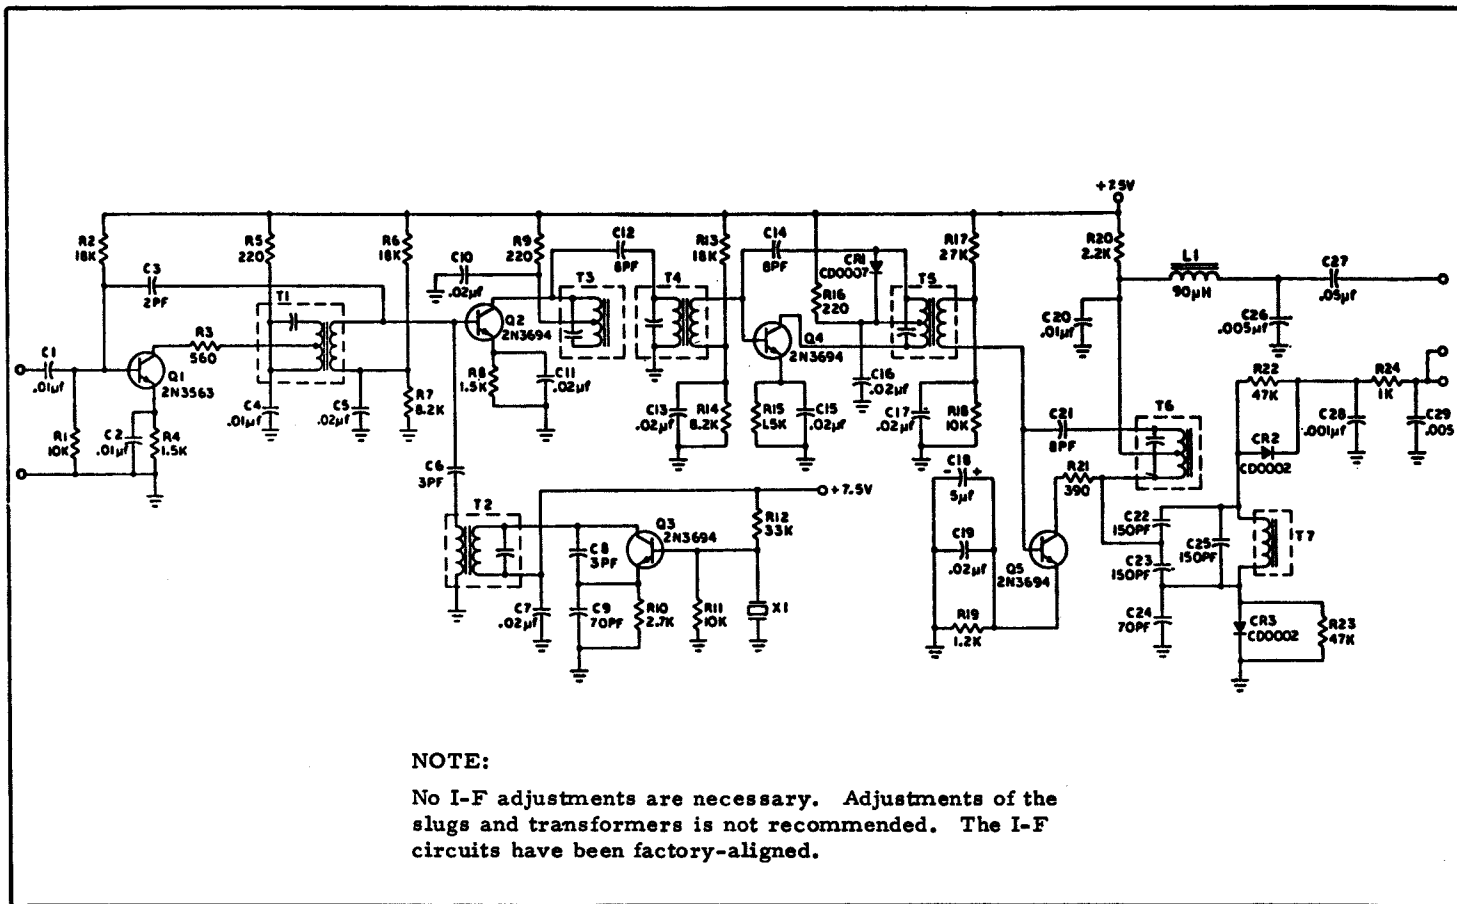 +25V
R2
18K
R5
220
R6
18K
R9
220
C12
8PF
R13
18K
C14
8PF
R17
27K
R20
2.2K
L1
90µH
C27
.05µf
C3
2PF
C10
.02µf
T1
T3
T4
CR1
CD0007
T5
R16
220
C26
.005µf
C20
.01µf
R3
560
Q2
2N3694
Q4
2N3694
C1
.01µf
Q1
2N3563
R8
1.5K
C11
.02µf
C16
.02µf
R22
47K
R24
1K
R7
8.2K
C4
.01µf
C5
.02µf
C13
.02µf
R14
8.2K
R15
1.5K
C15
.02µf
C17
.02µf
R18
10K
C21
8PF
T6
C28
.001µf
C29
.005
R1
10K
C2
.01µf
R4
1.5K
CR2
CD0002
C6
3PF
C18
- +
5µf
R21
390
+7.5V
T2
Q3
2N3694
R12
33K
C22
150PF
C25
150PF
T7
C8
3PF
C19
.02µf
Q5
2N3694
C23
150PF
C7
.02µf
C9
70PF
R10
2.7K
R11
10K
X1
R19
1.2K
C24
70PF
CR3
CD0002
R23
47K
NOTE:
No I-F adjustments are necessary. Adjustments of the
slugs and transformers is not recommended. The I-F
circuits have been factory-aligned.